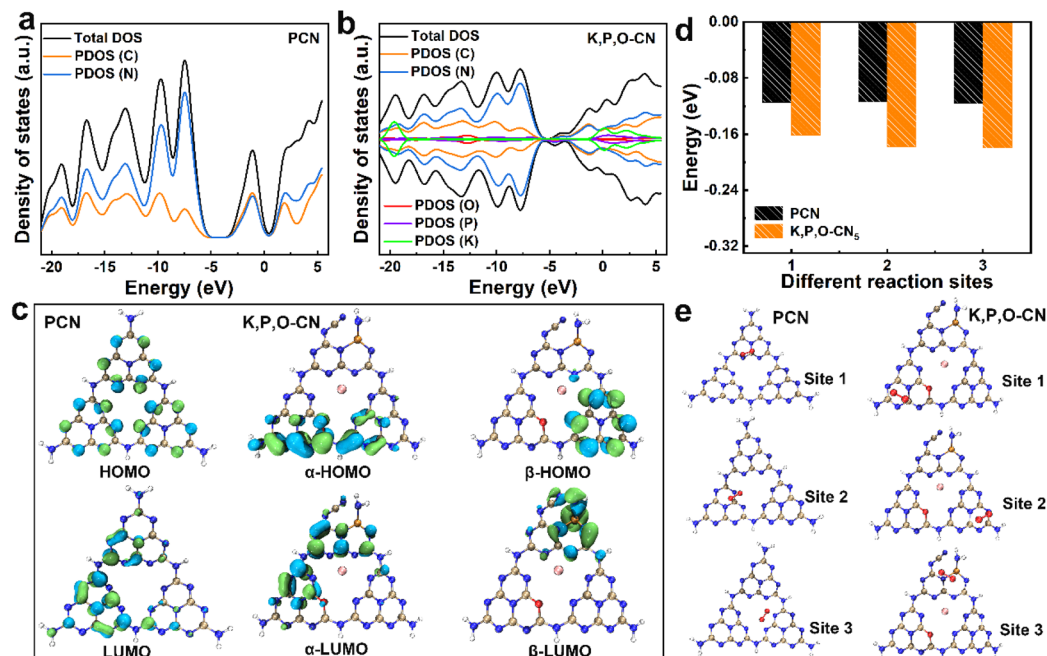 a
PCN
Total DOS
PDOS (C)
PDOS (N)
Density of states (a.u.)
-20 -15 -10 -5 0 5
Energy (eV)
b
K,P,O-CN
Total DOS
PDOS (C)
PDOS (N)
PDOS (O)
PDOS (P)
PDOS (K)
Density of states (a.u.)
-20 -15 -10 -5 0 5
Energy (eV)
d
0.00
-0.08
-0.16
-0.24
-0.32
Energy (eV)
PCN
K,P,O-CN5
1 2 3
Different reaction sites
c
PCN
K,P,O-CN
HOMO
α-HOMO
β-HOMO
LUMO
α-LUMO
β-LUMO
e
PCN
K,P,O-CN
Site 1
Site 1
Site 2
Site 2
Site 3
Site 3